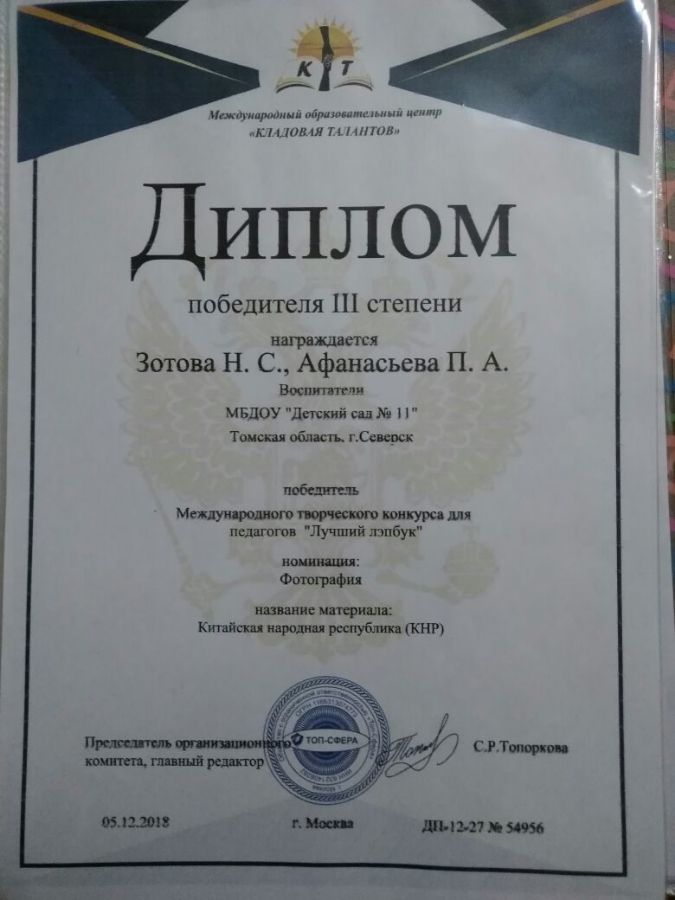 К Т
Международный образовательный центр
«КЛАДОВАЯ ТАЛАНТОВ»
Диплом
победителя III степени
награждается
Зотова Н. С., Афанасьева П. А.
Воспитатели
МБДОУ "Детский сад № 11"
Томская область, г.Северск
победитель
Международного творческого конкурса для
педагогов "Лучший лэпбук"
номинация:
Фотография
название материала:
Китайская народная республика (КНР)
ТОП-СФЕРА
Председатель организационного
комитета, главный редактор
С.Р.Топоркова
05.12.2018 г. Москва ДП-12-27 № 54956